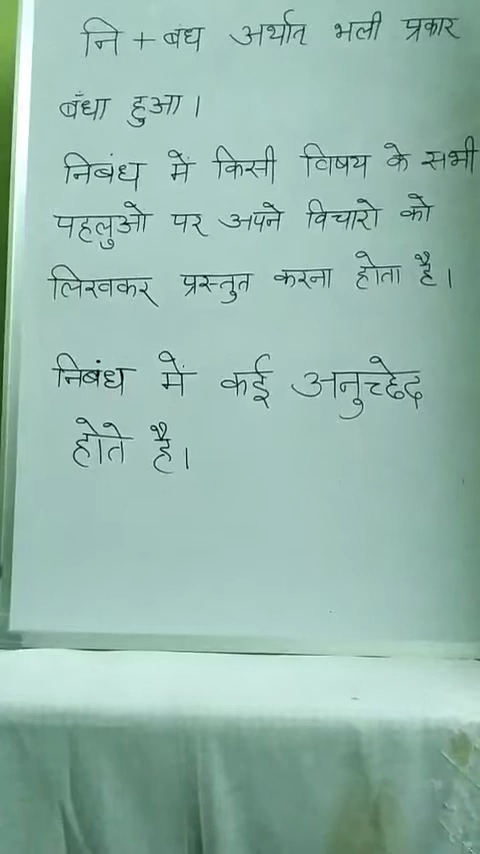 नि + बंध अर्थात् भली प्रकार
बँधा हुआ।
निबंध में किसी विषय के सभी
पहलुओ पर अपने विचारो को
लिखकर प्रस्तुत करना होता है।
निबंध में कई अनुच्छेद
होते है।